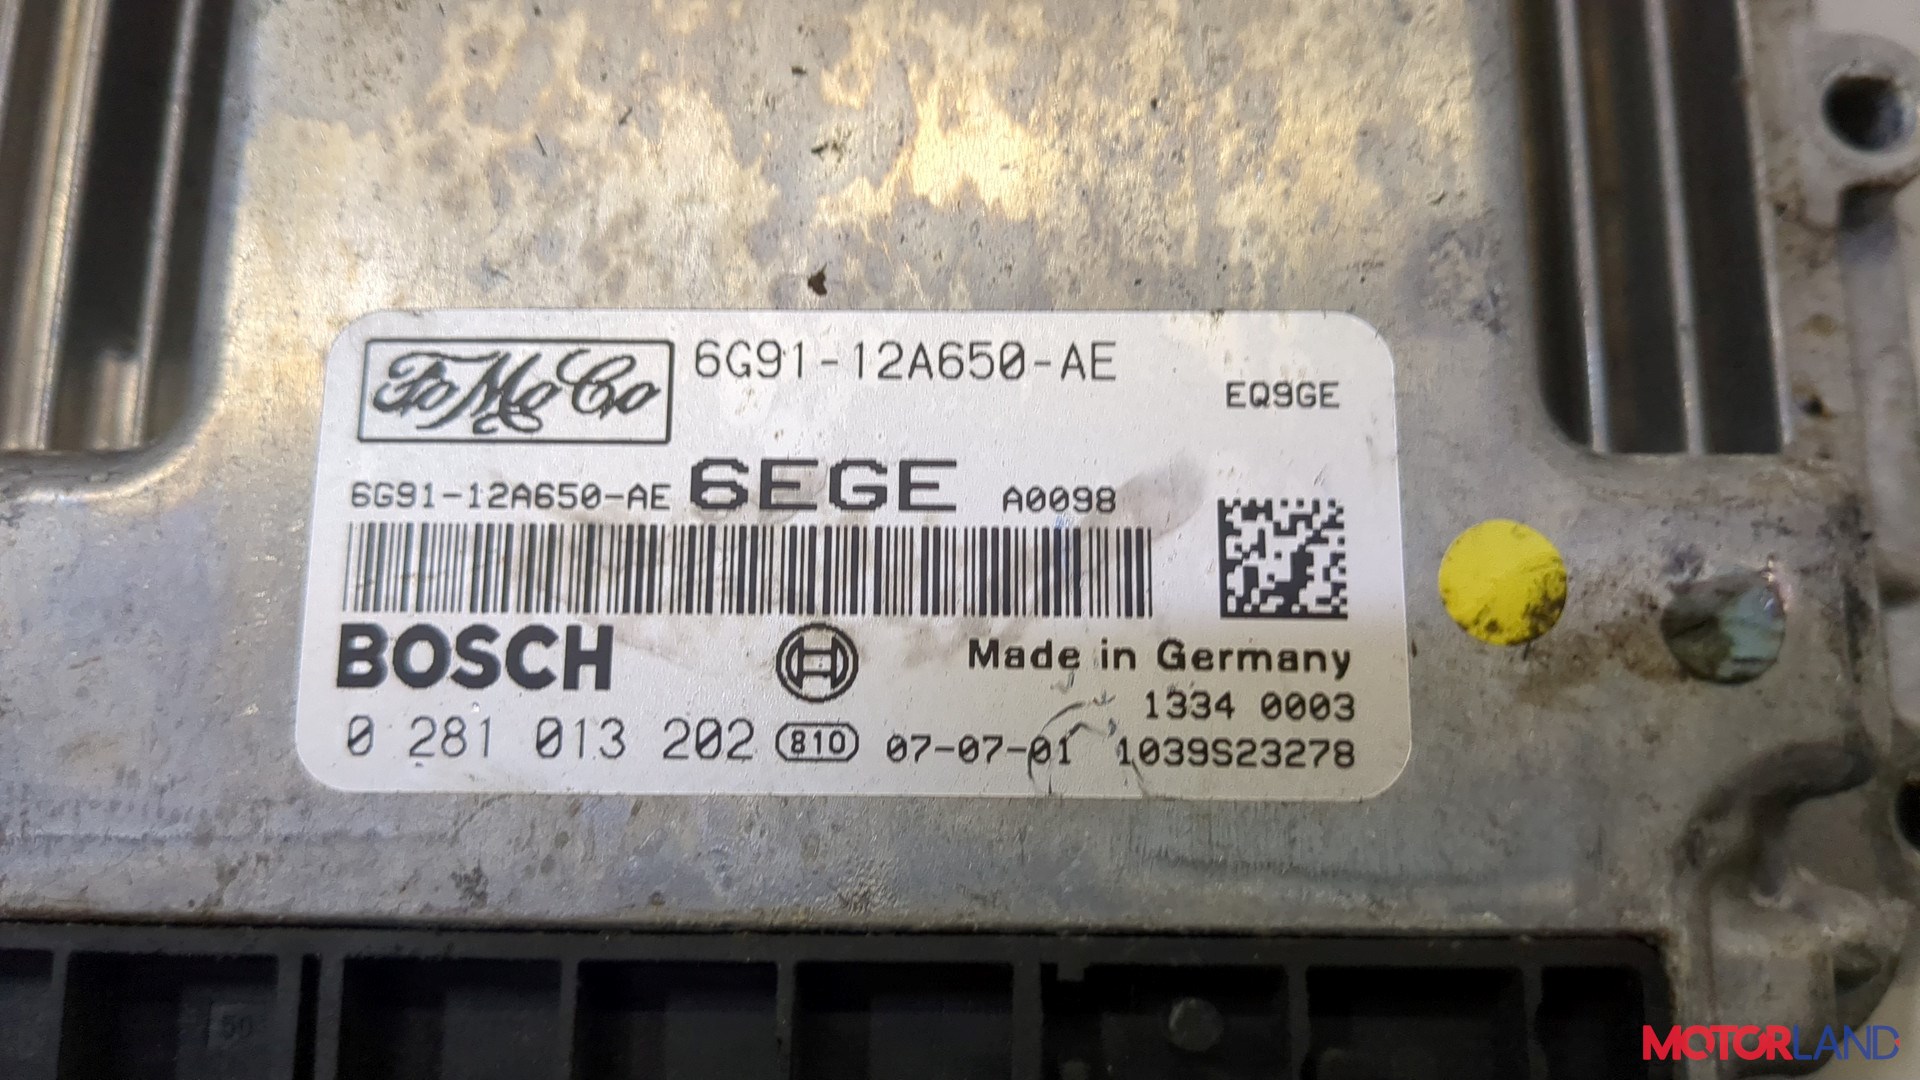 FoMoCo 6G91-12A650-AE
EQ9GE
6G91-12A650-AE 6EGE A0098
BOSCH
Made in Germany
1334 0003
0 281 013 202 810 07-07-01 1039S23278
50
MOTORLAND